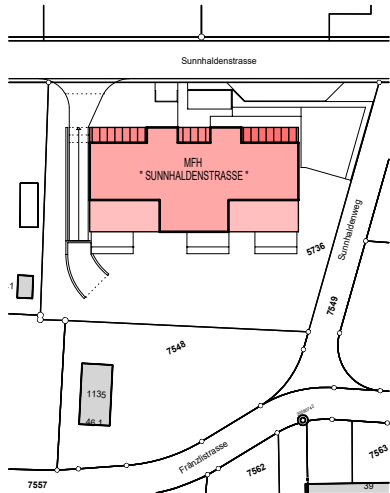 Sunnhaldenstrasse
MFH
" SUNNHALDENSTRASSE "
Sunnhaldenweg
5736
7549
7548
1135
46.1
Fränzlistrasse
7563
7562
7557
39